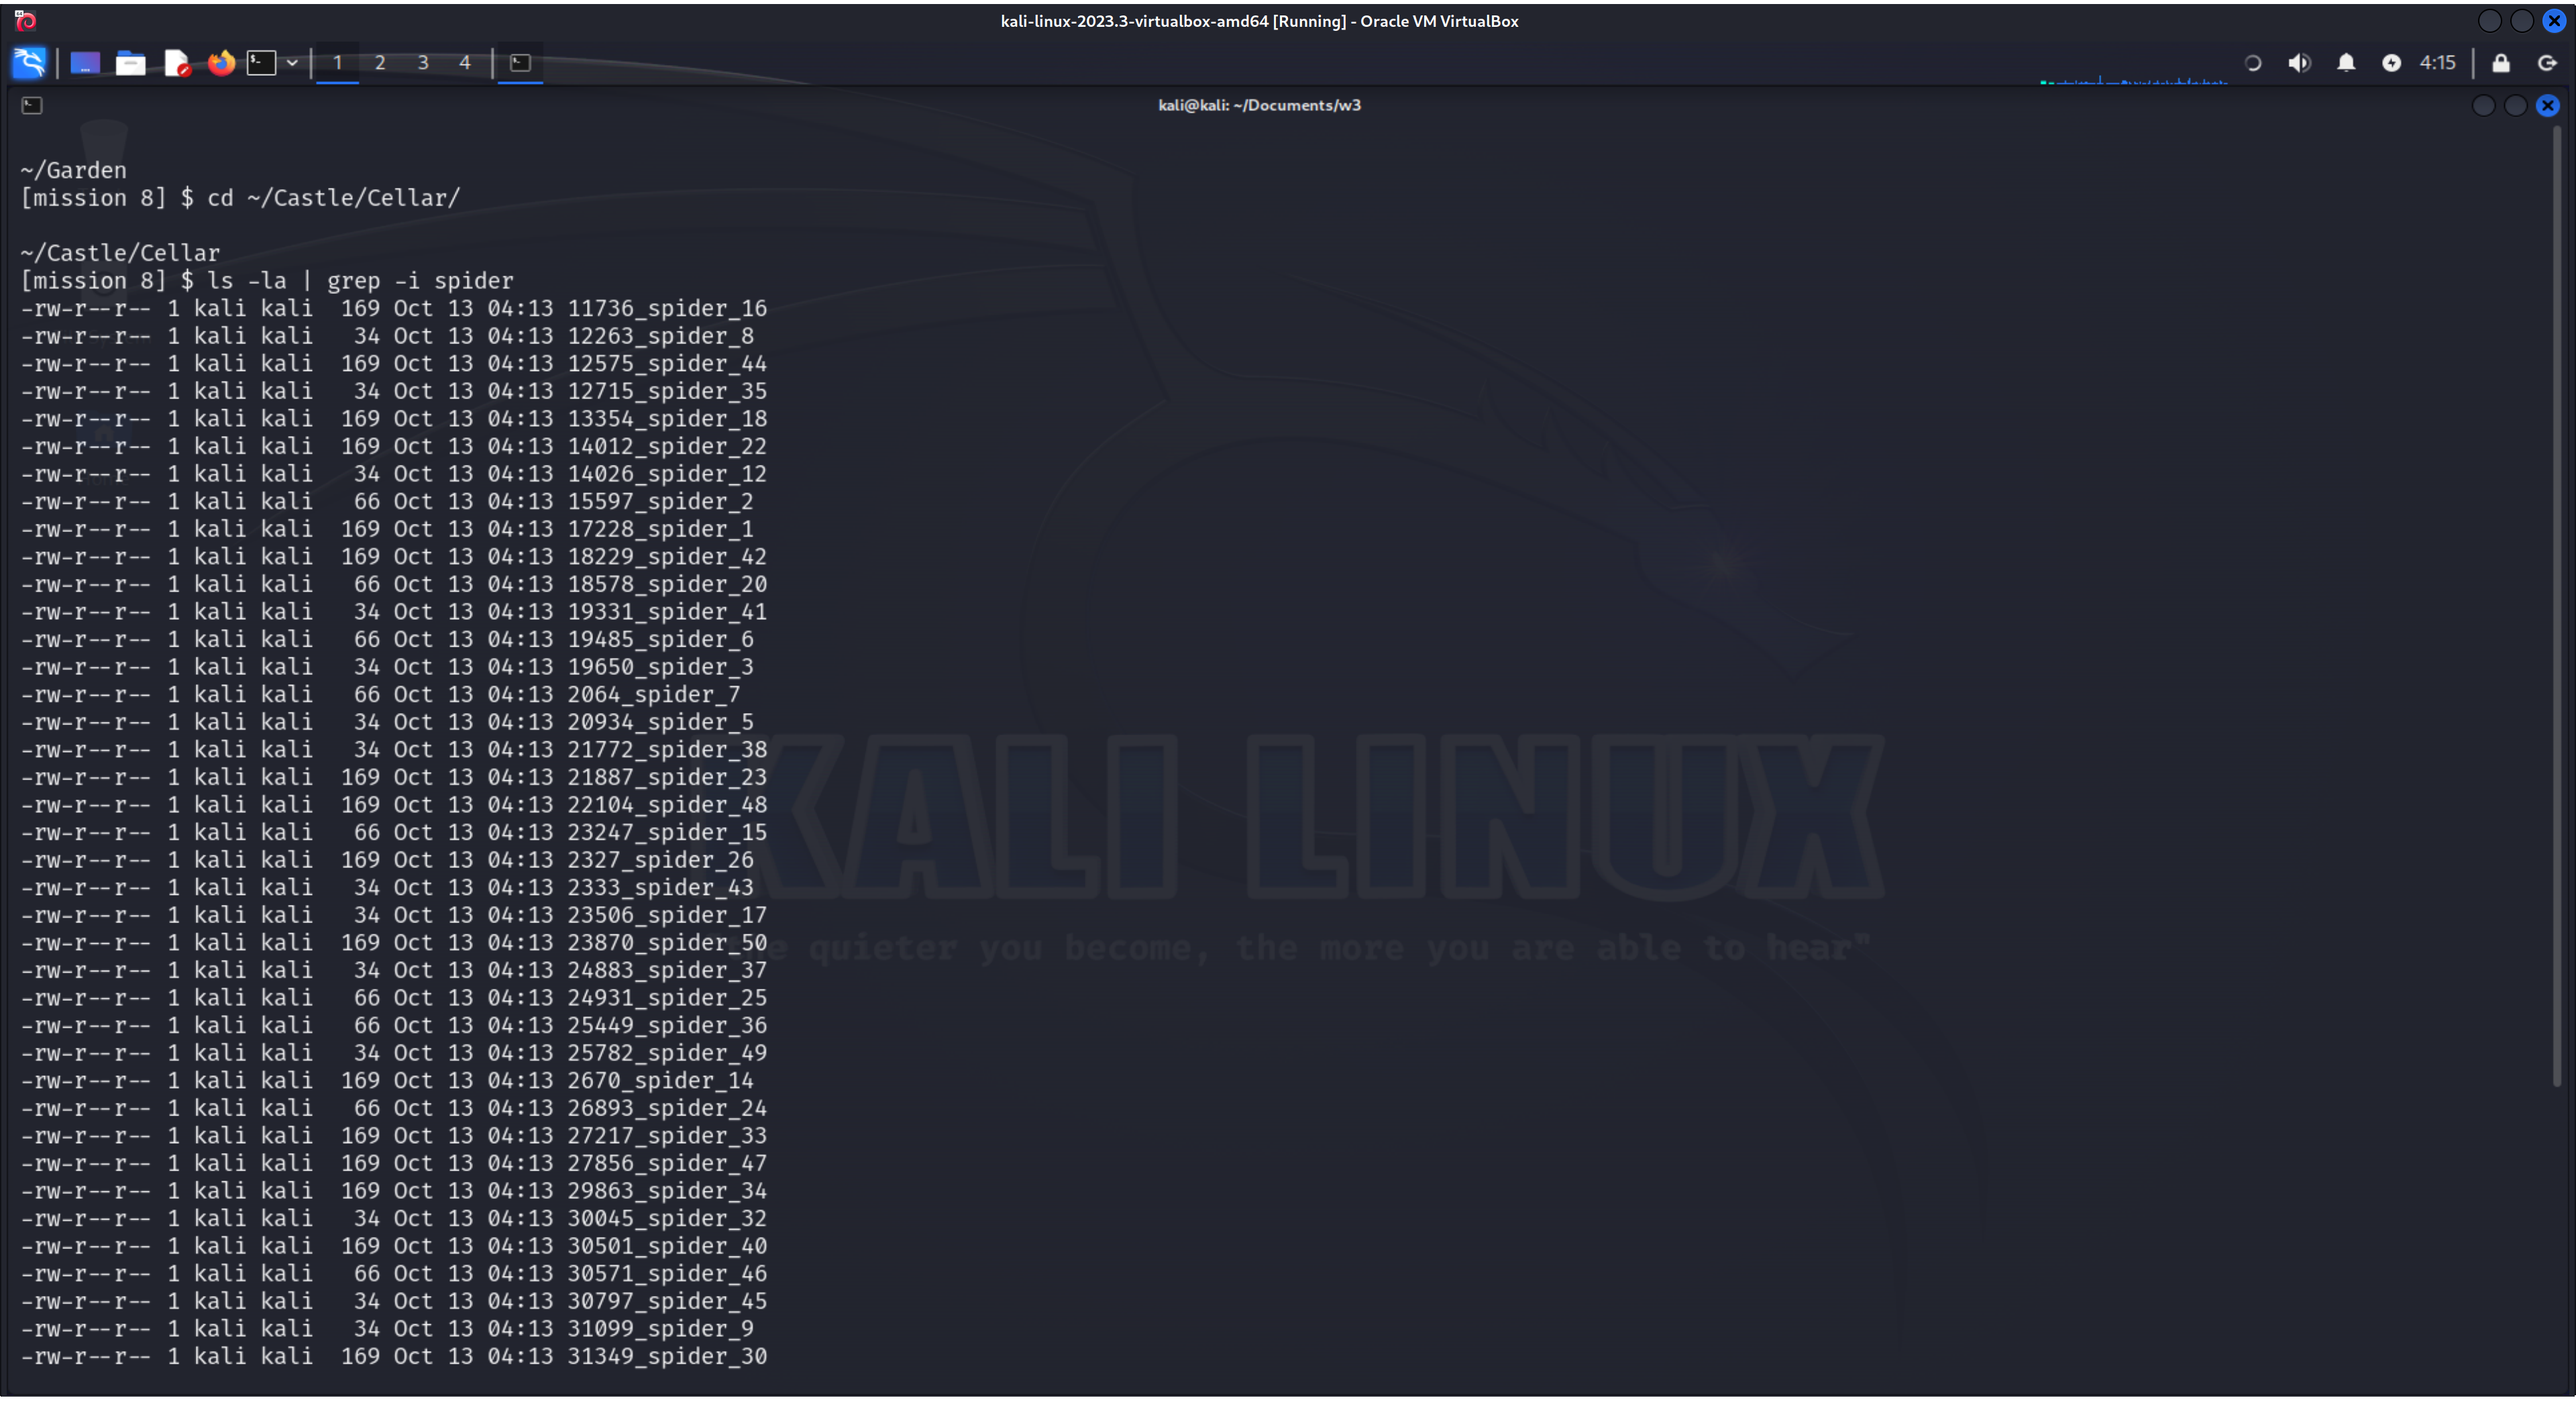 kali-linux-2023.3-virtualbox-amd64 [Running] - Oracle VM VirtualBox
1 2 3 4 4:15
kali@kali: ~/Documents/w3
~/Garden
[mission 8] $ cd ~/Castle/Cellar/
~/Castle/Cellar
[mission 8] $ ls -la | grep -i spider
-rw-r--r-- 1 kali kali 169 Oct 13 04:13 11736_spider_16
-rw-r--r-- 1 kali kali 34 Oct 13 04:13 12263_spider_8
-rw-r--r-- 1 kali kali 169 Oct 13 04:13 12575_spider_44
-rw-r--r-- 1 kali kali 34 Oct 13 04:13 12715_spider_35
-rw-r--r-- 1 kali kali 169 Oct 13 04:13 13354_spider_18
-rw-r--r-- 1 kali kali 169 Oct 13 04:13 14012_spider_22
-rw-r--r-- 1 kali kali 34 Oct 13 04:13 14026_spider_12
-rw-r--r-- 1 kali kali 66 Oct 13 04:13 15597_spider_2
-rw-r--r-- 1 kali kali 169 Oct 13 04:13 17228_spider_1
-rw-r--r-- 1 kali kali 169 Oct 13 04:13 18229_spider_42
-rw-r--r-- 1 kali kali 66 Oct 13 04:13 18578_spider_20
-rw-r--r-- 1 kali kali 34 Oct 13 04:13 19331_spider_41
-rw-r--r-- 1 kali kali 66 Oct 13 04:13 19485_spider_6
-rw-r--r-- 1 kali kali 34 Oct 13 04:13 19650_spider_3
-rw-r--r-- 1 kali kali 66 Oct 13 04:13 2064_spider_7
-rw-r--r-- 1 kali kali 34 Oct 13 04:13 20934_spider_5
-rw-r--r-- 1 kali kali 34 Oct 13 04:13 21772_spider_38
-rw-r--r-- 1 kali kali 169 Oct 13 04:13 21887_spider_23
-rw-r--r-- 1 kali kali 169 Oct 13 04:13 22104_spider_48
-rw-r--r-- 1 kali kali 66 Oct 13 04:13 23247_spider_15
-rw-r--r-- 1 kali kali 169 Oct 13 04:13 2327_spider_26
-rw-r--r-- 1 kali kali 34 Oct 13 04:13 2333_spider_43
-rw-r--r-- 1 kali kali 34 Oct 13 04:13 23506_spider_17
-rw-r--r-- 1 kali kali 169 Oct 13 04:13 23870_spider_50
-rw-r--r-- 1 kali kali 34 Oct 13 04:13 24883_spider_37
-rw-r--r-- 1 kali kali 66 Oct 13 04:13 24931_spider_25
-rw-r--r-- 1 kali kali 66 Oct 13 04:13 25449_spider_36
-rw-r--r-- 1 kali kali 34 Oct 13 04:13 25782_spider_49
-rw-r--r-- 1 kali kali 169 Oct 13 04:13 2670_spider_14
-rw-r--r-- 1 kali kali 66 Oct 13 04:13 26893_spider_24
-rw-r--r-- 1 kali kali 169 Oct 13 04:13 27217_spider_33
-rw-r--r-- 1 kali kali 169 Oct 13 04:13 27856_spider_47
-rw-r--r-- 1 kali kali 169 Oct 13 04:13 29863_spider_34
-rw-r--r-- 1 kali kali 34 Oct 13 04:13 30045_spider_32
-rw-r--r-- 1 kali kali 169 Oct 13 04:13 30501_spider_40
-rw-r--r-- 1 kali kali 66 Oct 13 04:13 30571_spider_46
-rw-r--r-- 1 kali kali 34 Oct 13 04:13 30797_spider_45
-rw-r--r-- 1 kali kali 34 Oct 13 04:13 31099_spider_9
-rw-r--r-- 1 kali kali 169 Oct 13 04:13 31349_spider_30
KALI LINUX
quieter you become, the more you are able to hear"